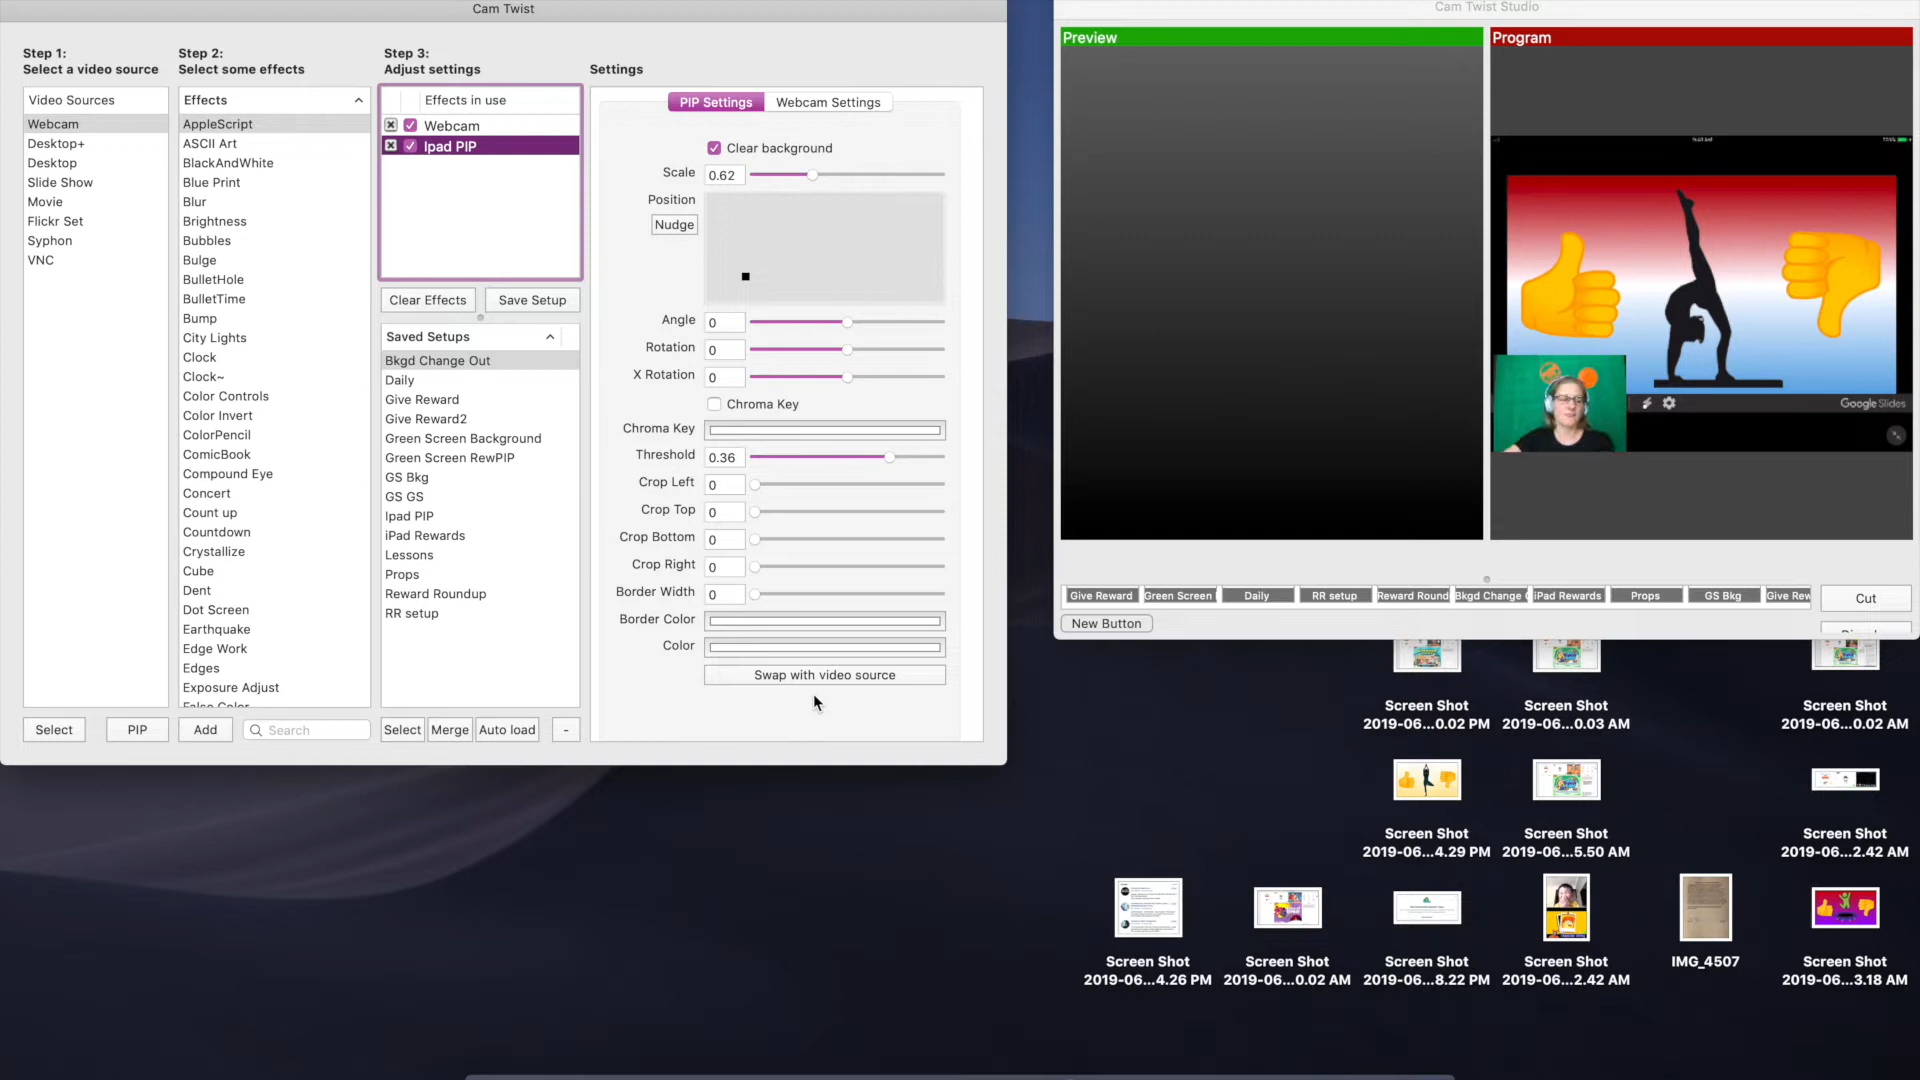 Cam Twist
Step 1:
Select a video source
Step 2:
Select some effects
Step 3:
Adjust settings
Settings
Video Sources
Webcam
Desktop+
Desktop
Slide Show
Movie
Flickr Set
Syphon
VNC
Select
PIP
Effects
AppleScript
ASCII Art
BlackAndWhite
Blue Print
Blur
Brightness
Bubbles
Bulge
BulletHole
BulletTime
Bump
City Lights
Clock
Clock~
Color Controls
Color Invert
ColorPencil
ComicBook
Compound Eye
Concert
Count up
Countdown
Crystallize
Cube
Dent
Dot Screen
Earthquake
Edge Work
Edges
Exposure Adjust
False Color
Add
Search
Effects in use
Webcam
Ipad PIP
Clear Effects
Save Setup
Saved Setups
Bkgd Change Out
Daily
Give Reward
Give Reward2
Green Screen Background
Green Screen RewPIP
GS Bkg
GS GS
Ipad PIP
iPad Rewards
Lessons
Props
Reward Roundup
RR setup
Select
Merge
Auto load
-
PIP Settings
Webcam Settings
Clear background
Scale 0.62
Position
Nudge
Angle 0
Rotation 0
X Rotation 0
Chroma Key
Chroma Key
Threshold 0.36
Crop Left 0
Crop Top 0
Crop Bottom 0
Crop Right 0
Border Width 0
Border Color
Color
Swap with video source
Cam Twist Studio
Preview
Program
Google Slides
Give Reward
Green Screen
Daily
RR setup
Reward Round
Bkgd Change
iPad Rewards
Props
GS Bkg
Give Rew
Cut
New Button
Screen Shot
2019-06...0.02 PM
Screen Shot
2019-06...0.03 AM
Screen Shot
2019-06...0.02 AM
Screen Shot
2019-06...4.29 PM
Screen Shot
2019-06...5.50 AM
Screen Shot
2019-06...2.42 AM
Screen Shot
2019-06...4.26 PM
Screen Shot
2019-06...0.02 AM
Screen Shot
2019-06...8.22 PM
Screen Shot
2019-06...2.42 AM
IMG_4507
Screen Shot
2019-06...3.18 AM